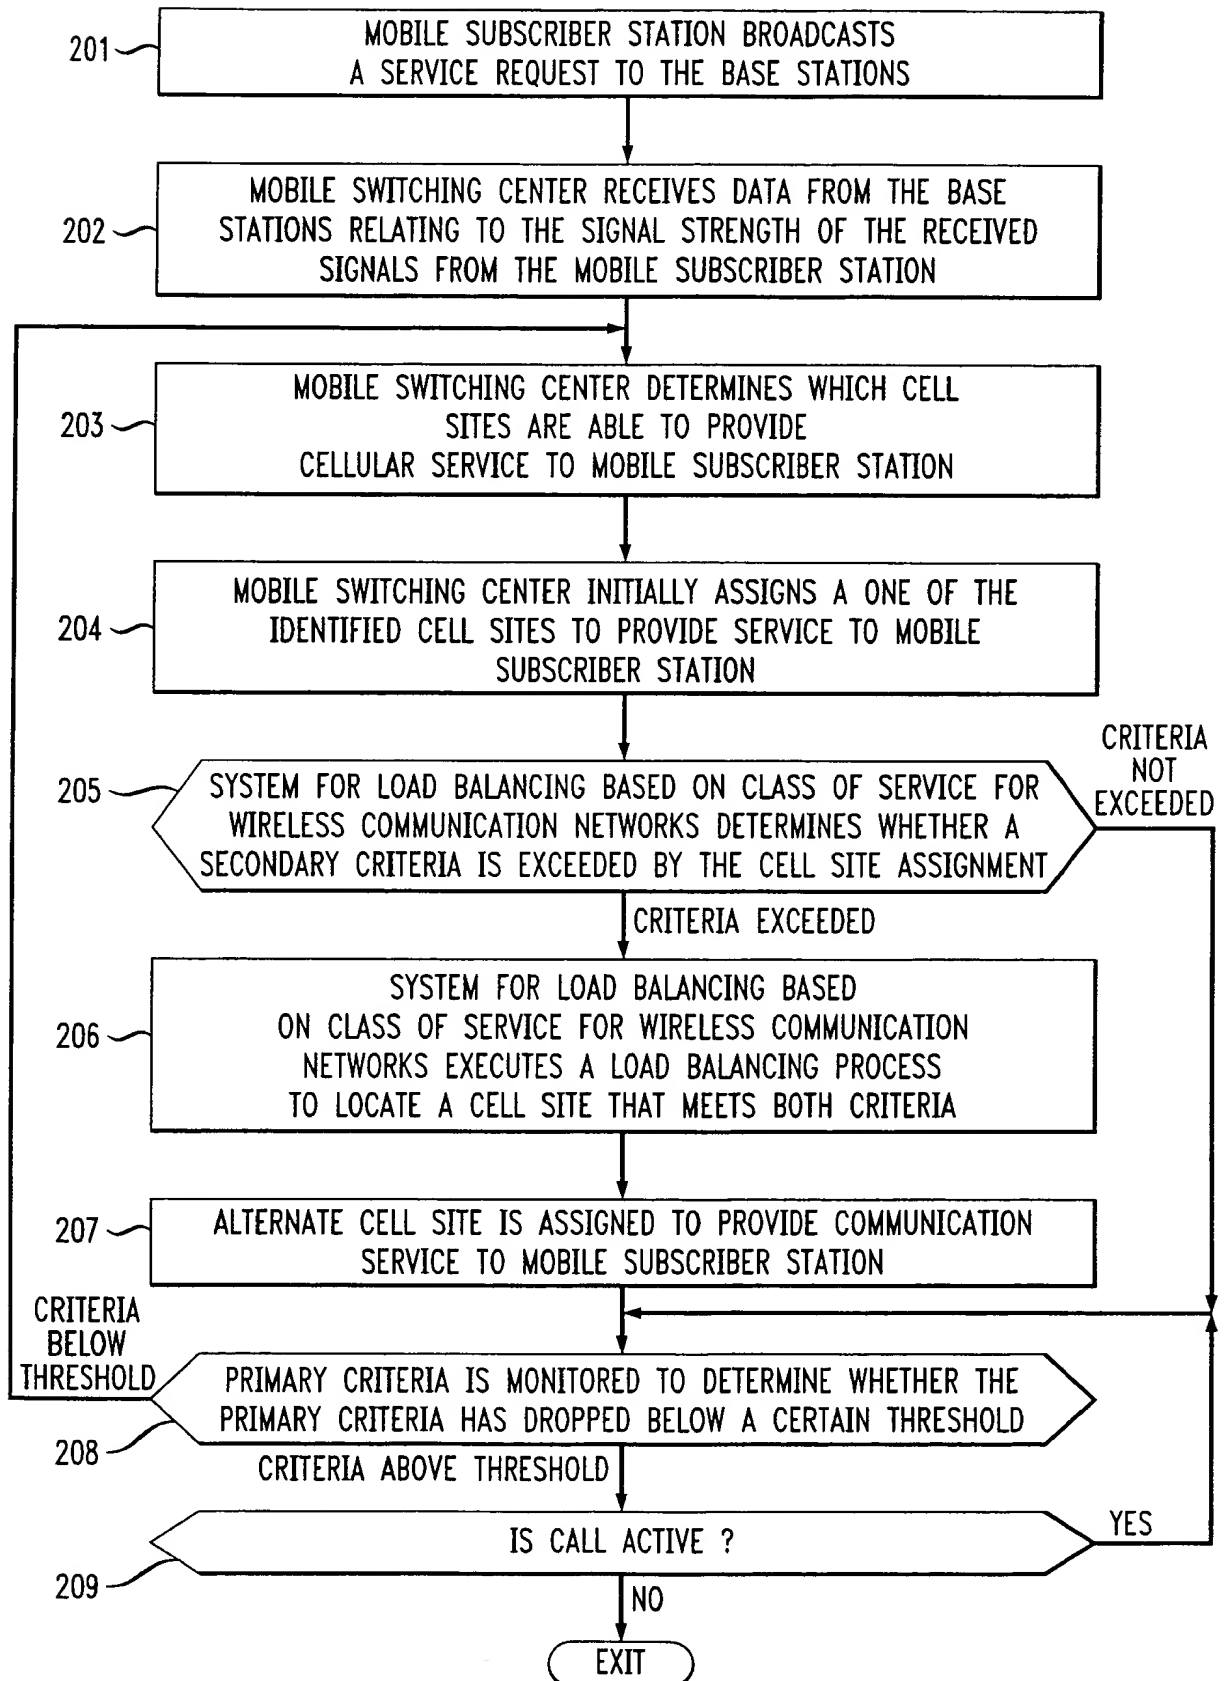 201
MOBILE SUBSCRIBER STATION BROADCASTS
A SERVICE REQUEST TO THE BASE STATIONS
202
MOBILE SWITCHING CENTER RECEIVES DATA FROM THE BASE
STATIONS RELATING TO THE SIGNAL STRENGTH OF THE RECEIVED
SIGNALS FROM THE MOBILE SUBSCRIBER STATION
203
MOBILE SWITCHING CENTER DETERMINES WHICH CELL
SITES ARE ABLE TO PROVIDE
CELLULAR SERVICE TO MOBILE SUBSCRIBER STATION
204
MOBILE SWITCHING CENTER INITIALLY ASSIGNS A ONE OF THE
IDENTIFIED CELL SITES TO PROVIDE SERVICE TO MOBILE
SUBSCRIBER STATION
205
SYSTEM FOR LOAD BALANCING BASED ON CLASS OF SERVICE FOR
WIRELESS COMMUNICATION NETWORKS DETERMINES WHETHER A
SECONDARY CRITERIA IS EXCEEDED BY THE CELL SITE ASSIGNMENT
CRITERIA
NOT
EXCEEDED
CRITERIA EXCEEDED
206
SYSTEM FOR LOAD BALANCING BASED
ON CLASS OF SERVICE FOR WIRELESS COMMUNICATION
NETWORKS EXECUTES A LOAD BALANCING PROCESS
TO LOCATE A CELL SITE THAT MEETS BOTH CRITERIA
207
ALTERNATE CELL SITE IS ASSIGNED TO PROVIDE COMMUNICATION
SERVICE TO MOBILE SUBSCRIBER STATION
CRITERIA
BELOW
THRESHOLD
208
PRIMARY CRITERIA IS MONITORED TO DETERMINE WHETHER THE
PRIMARY CRITERIA HAS DROPPED BELOW A CERTAIN THRESHOLD
CRITERIA ABOVE THRESHOLD
209
IS CALL ACTIVE ?
YES
NO
EXIT